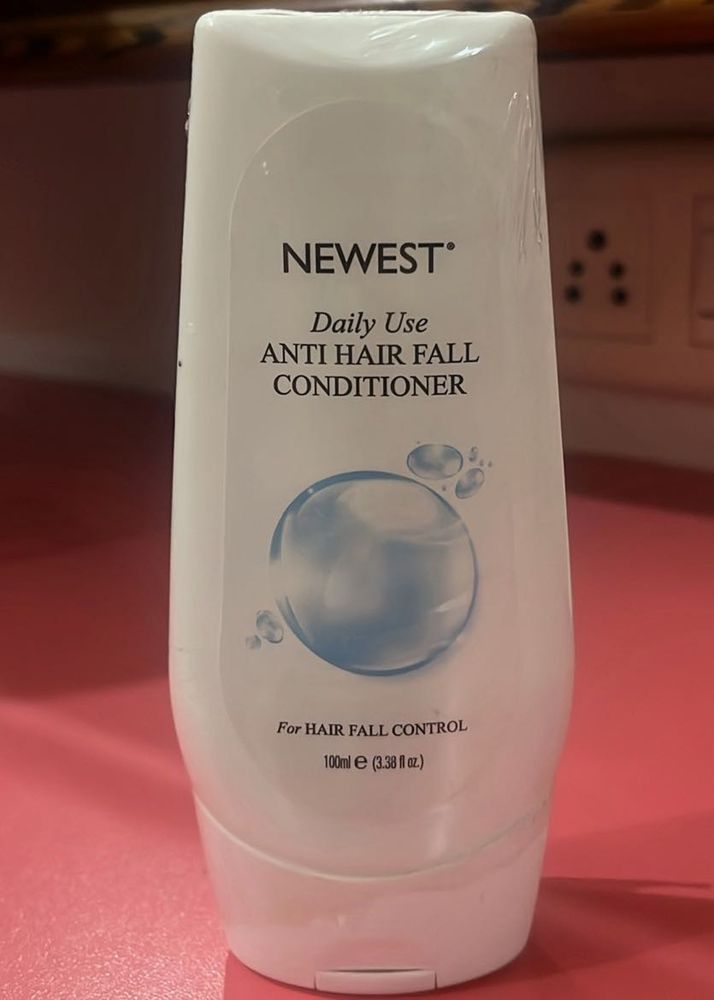 NEWEST®
Daily Use
ANTI HAIR FALL
CONDITIONER
For HAIR FALL CONTROL
100ml ℮ (3.38 fl oz.)